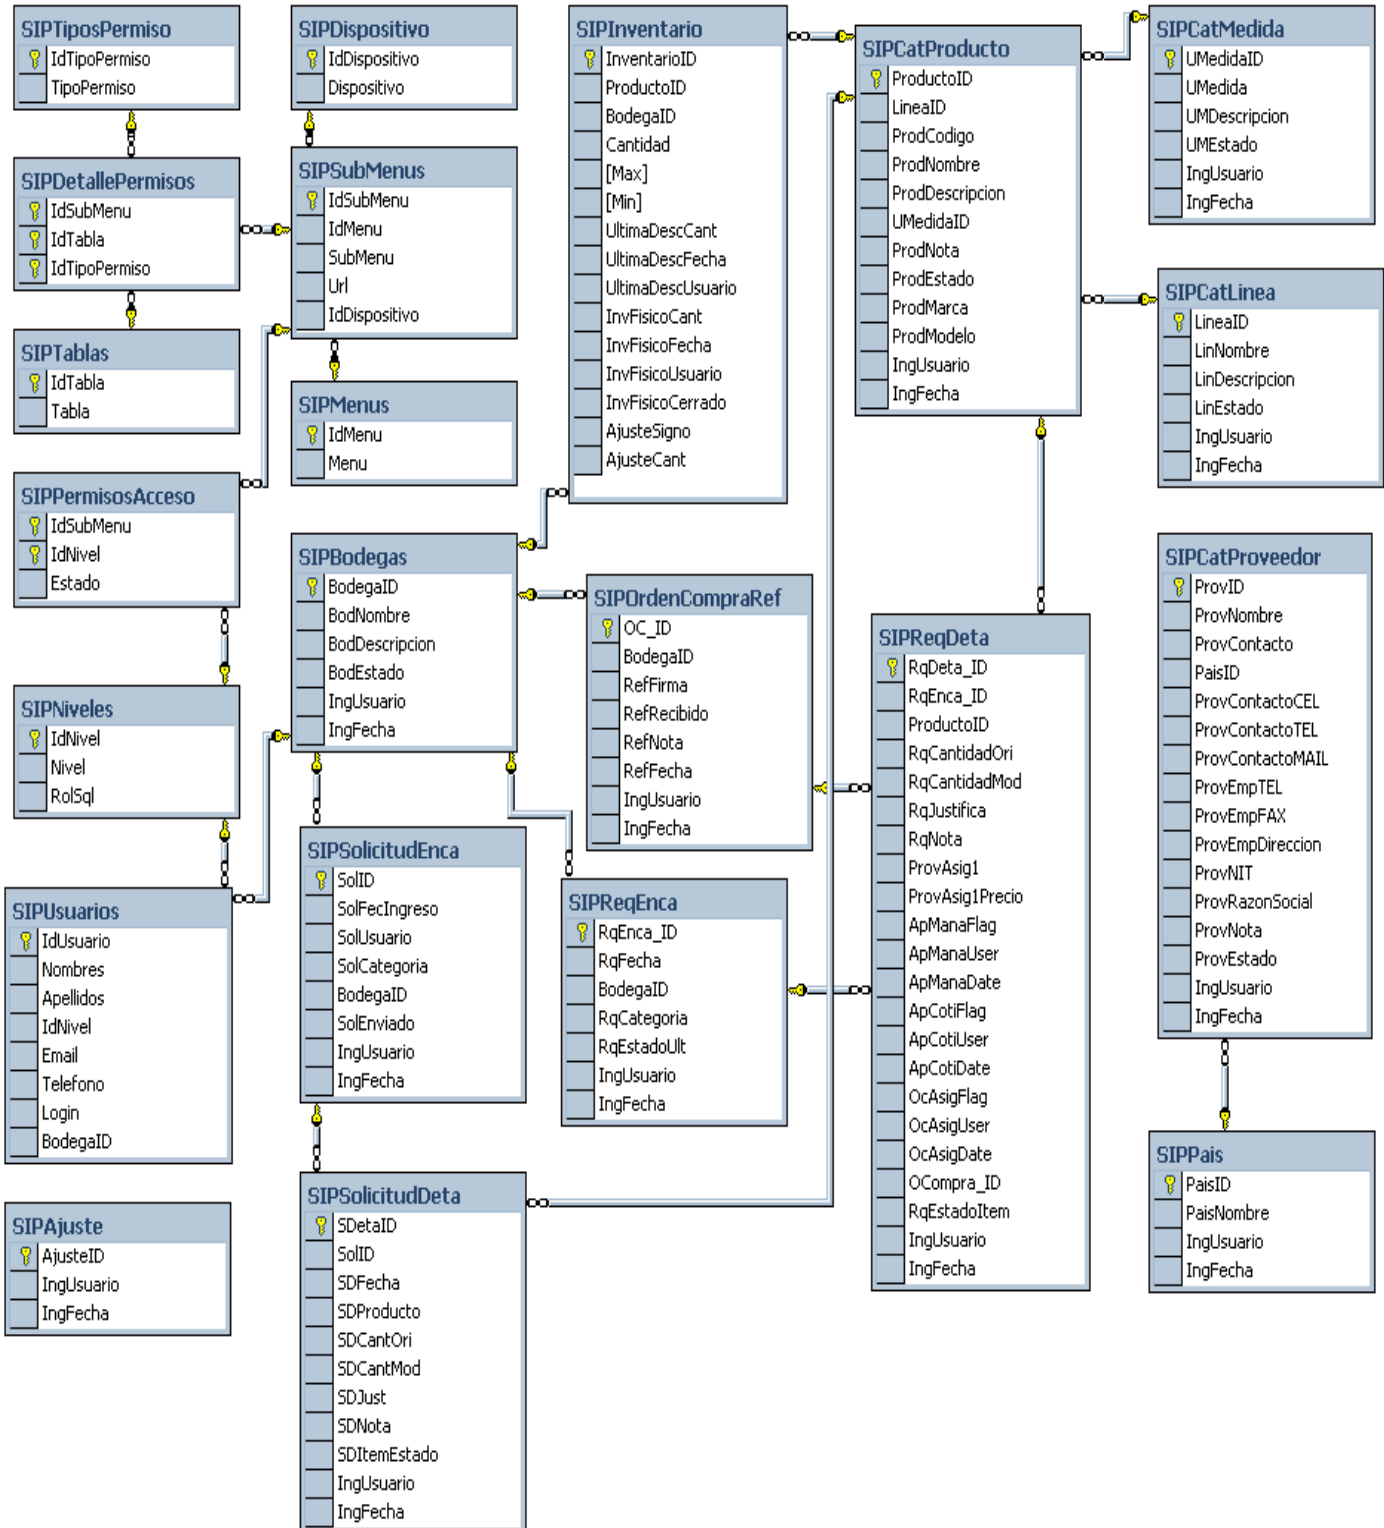 SIPTiposPermiso
IdTipoPermiso
TipoPermiso
SIPDispositivo
IdDispositivo
Dispositivo
SIPInventario
InventarioID
ProductoID
BodegaID
Cantidad
[Max]
[Min]
UltimaDescCant
UltimaDescFecha
UltimaDescUsuario
InvFisicoCant
InvFisicoFecha
InvFisicoUsuario
InvFisicoCerrado
AjusteSigno
AjusteCant
SIPCatProducto
ProductoID
LineaID
ProdCodigo
ProdNombre
ProdDescripcion
UMedidaID
ProdNota
ProdEstado
ProdMarca
ProdModelo
IngUsuario
IngFecha
SIPCatMedida
UMedidaID
UMedida
UMDescripcion
UMEstado
IngUsuario
IngFecha
SIPDetallePermisos
IdSubMenu
IdTabla
IdTipoPermiso
SIPSubMenus
IdSubMenu
IdMenu
SubMenu
Url
IdDispositivo
SIPCatLinea
LineaID
LinNombre
LinDescripcion
LinEstado
IngUsuario
IngFecha
SIPTablas
IdTabla
Tabla
SIPMenus
IdMenu
Menu
SIPPermisosAcceso
IdSubMenu
IdNivel
Estado
SIPBodegas
BodegaID
BodNombre
BodDescripcion
BodEstado
IngUsuario
IngFecha
SIPOrdenCompraRef
OC_ID
BodegaID
RefFirma
RefRecibido
RefNota
RefFecha
IngUsuario
IngFecha
SIPReqDeta
RqDeta_ID
RqEnca_ID
ProductoID
RqCantidadOri
RqCantidadMod
RqJustifica
RqNota
ProvAsig1
ProvAsig1Precio
ApManaFlag
ApManaUser
ApManaDate
ApCotiFlag
ApCotiUser
ApCotiDate
OcAsigFlag
OcAsigUser
OcAsigDate
OCompra_ID
RqEstadoItem
IngUsuario
IngFecha
SIPCatProveedor
ProvID
ProvNombre
ProvContacto
PaisID
ProvContactoCEL
ProvContactoTEL
ProvContactoMAIL
ProvEmpTEL
ProvEmpFAX
ProvEmpDireccion
ProvNIT
ProvRazonSocial
ProvNota
ProvEstado
IngUsuario
IngFecha
SIPNiveles
IdNivel
Nivel
RolSql
SIPSolicitudEnca
SolID
SolFecIngreso
SolUsuario
SolCategoria
BodegaID
SolEnviado
IngUsuario
IngFecha
SIPReqEnca
RqEnca_ID
RqFecha
BodegaID
RqCategoria
RqEstadoUlt
IngUsuario
IngFecha
SIPUsuarios
IdUsuario
Nombres
Apellidos
IdNivel
Email
Telefono
Login
BodegaID
SIPPais
PaisID
PaisNombre
IngUsuario
IngFecha
SIPSolicitudDeta
SDetaID
SolID
SDFecha
SDProducto
SDCantOri
SDCantMod
SDJust
SDNota
SDItemEstado
IngUsuario
IngFecha
SIPAjuste
AjusteID
IngUsuario
IngFecha